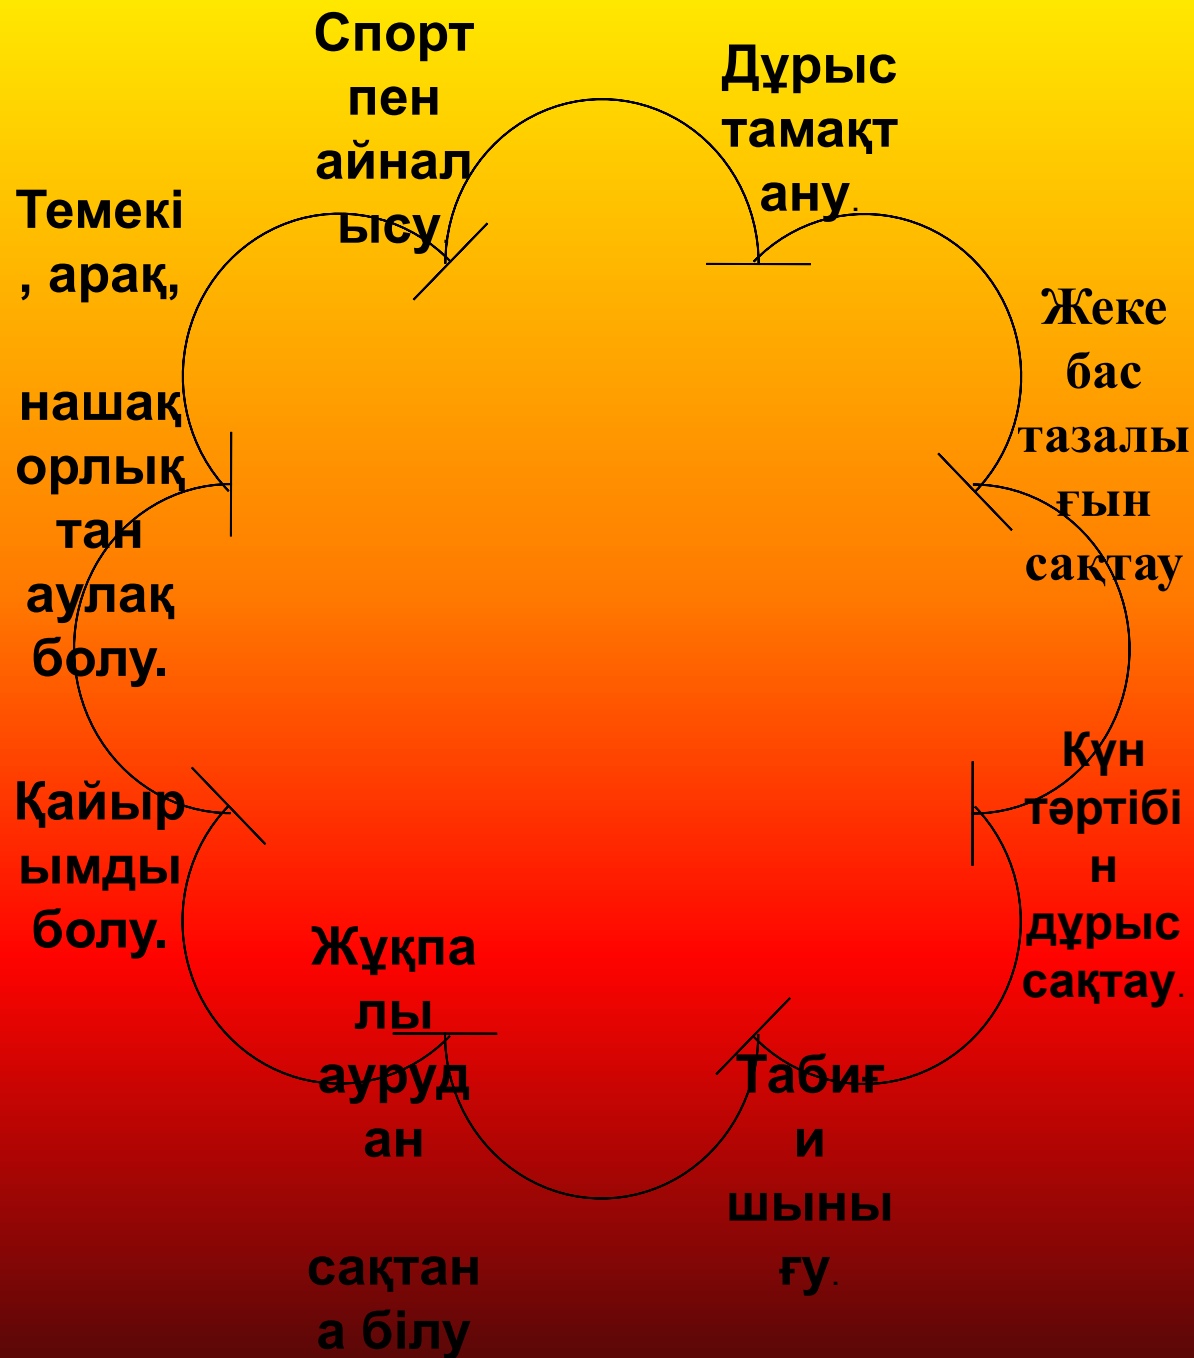 Спорт
пен
айнал
ысу.
Дұрыс
тамақт
ану.
Жеке
бас
тазалы
ғын
сақтау
Күн
тәртібі
н
дұрыс
сақтау.
Табиғ
и
шыны
ғу.
Жұқпа
лы
ауруд
ан
сақтан
а білу
Қайыр
ымды
болу.
Темекі
, арақ,
нашақ
орлық
тан
аулақ
болу.